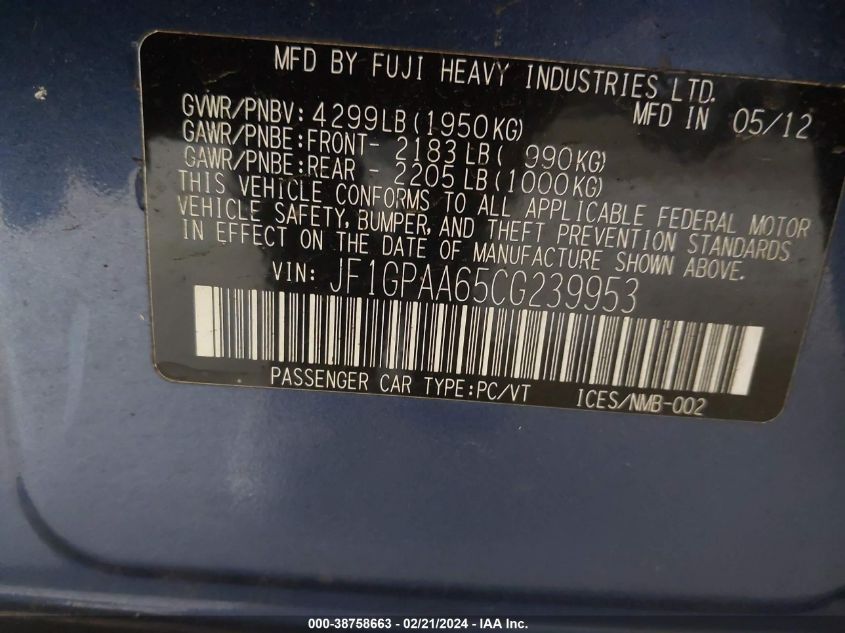 MFD BY FUJI HEAVY INDUSTRIES LTD.
MFD IN 05/12
GVWR/PNBV: 4299LB(1950KG)
GAWR/PNBE:FRONT- 2183LB( 990KG)
GAWR/PNBE:REAR - 2205LB(1000KG)
THIS VEHICLE CONFORMS TO ALL APPLICABLE FEDERAL MOTOR
VEHICLE SAFETY, BUMPER, AND THEFT PREVENTION STANDARDS
IN EFFECT ON THE DATE OF MANUFACTURE SHOWN ABOVE.
VIN: JF1GPAA65CG239953
PASSENGER CAR TYPE:PC/VT ICES/NMB-002
000-38758663 - 02/21/2024 - IAA Inc.